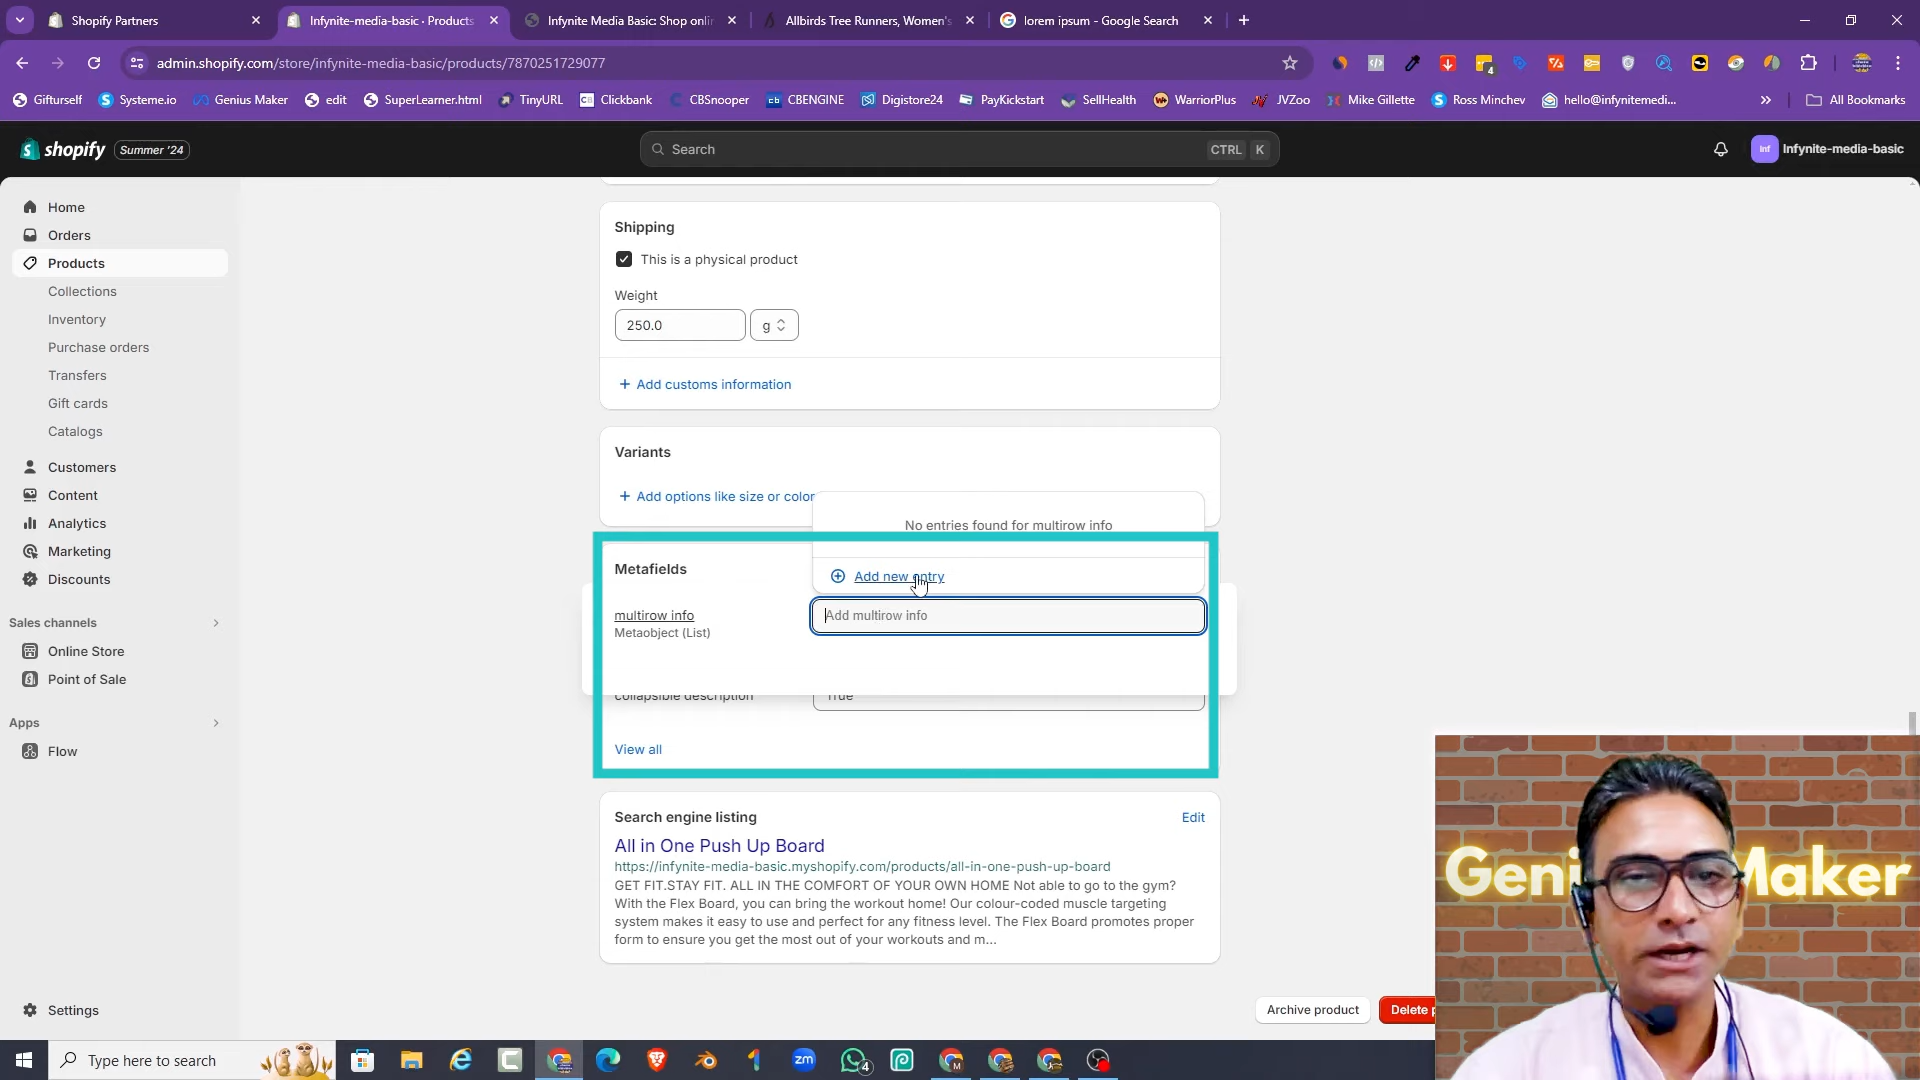 Shopify Partners
Infynite-media-basic · Products
Infynite Media Basic: Shop onlin
Allbirds Tree Runners, Women's
lorem ipsum - Google Search
admin.shopify.com/store/infynite-media-basic/products/7870251729077
4
Gifturself
Systeme.io
Genius Maker
edit
SuperLearner.html
TinyURL
Clickbank
CBSnooper
CBENGINE
Digistore24
PayKickstart
SellHealth
WarriorPlus
JVZoo
Mike Gillette
Ross Minchev
hello@infynitemedi...
All Bookmarks
shopify
Summer '24
Search
CTRL K
Inf
Infynite-media-basic
Home
Orders
Products
Collections
Inventory
Purchase orders
Transfers
Gift cards
Catalogs
Customers
Content
Analytics
Marketing
Discounts
Sales channels
Online Store
Point of Sale
Apps
Flow
Settings
Shipping
This is a physical product
Weight
250.0
g
+ Add customs information
Variants
+ Add options like size or color
No entries found for multirow info
Metafields
Add new entry
multirow info
Add multirow info
Metaobject (List)
collapsible description
True
View all
Search engine listing
Edit
All in One Push Up Board
https://infynite-media-basic.myshopify.com/products/all-in-one-push-up-board
GET FIT.STAY FIT. ALL IN THE COMFORT OF YOUR OWN HOME Not able to go to the gym?
With the Flex Board, you can bring the workout home! Our colour-coded muscle targeting
system makes it easy to use and perfect for any fitness level. The Flex Board promotes proper
form to ensure you get the most out of your workouts and m...
Archive product
Delete p
Geni
Maker
Type here to search
zm
4